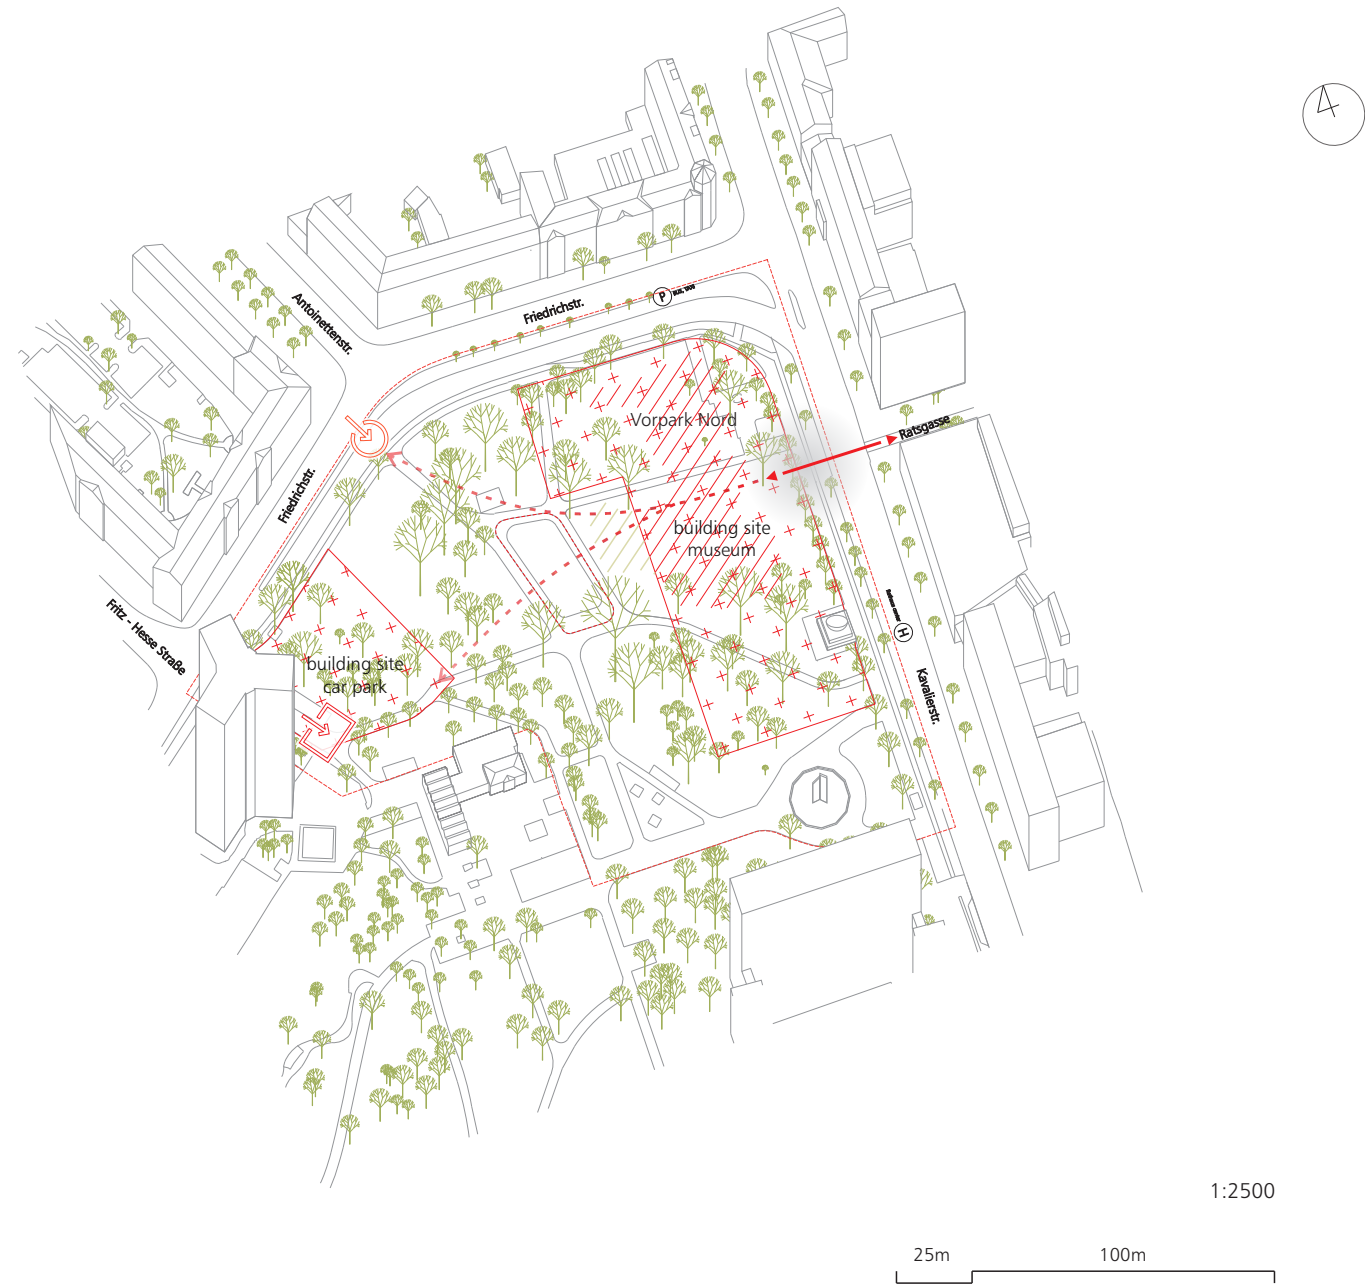 Antoinettenstr.
Friedrichstr.
P
Vorpark Nord
Ratsgasse
Friedrichstr.
building site
museum
Fritz - Hesse Straße
building site
car park
H
Kavalierstr.
1:2500
25m
100m